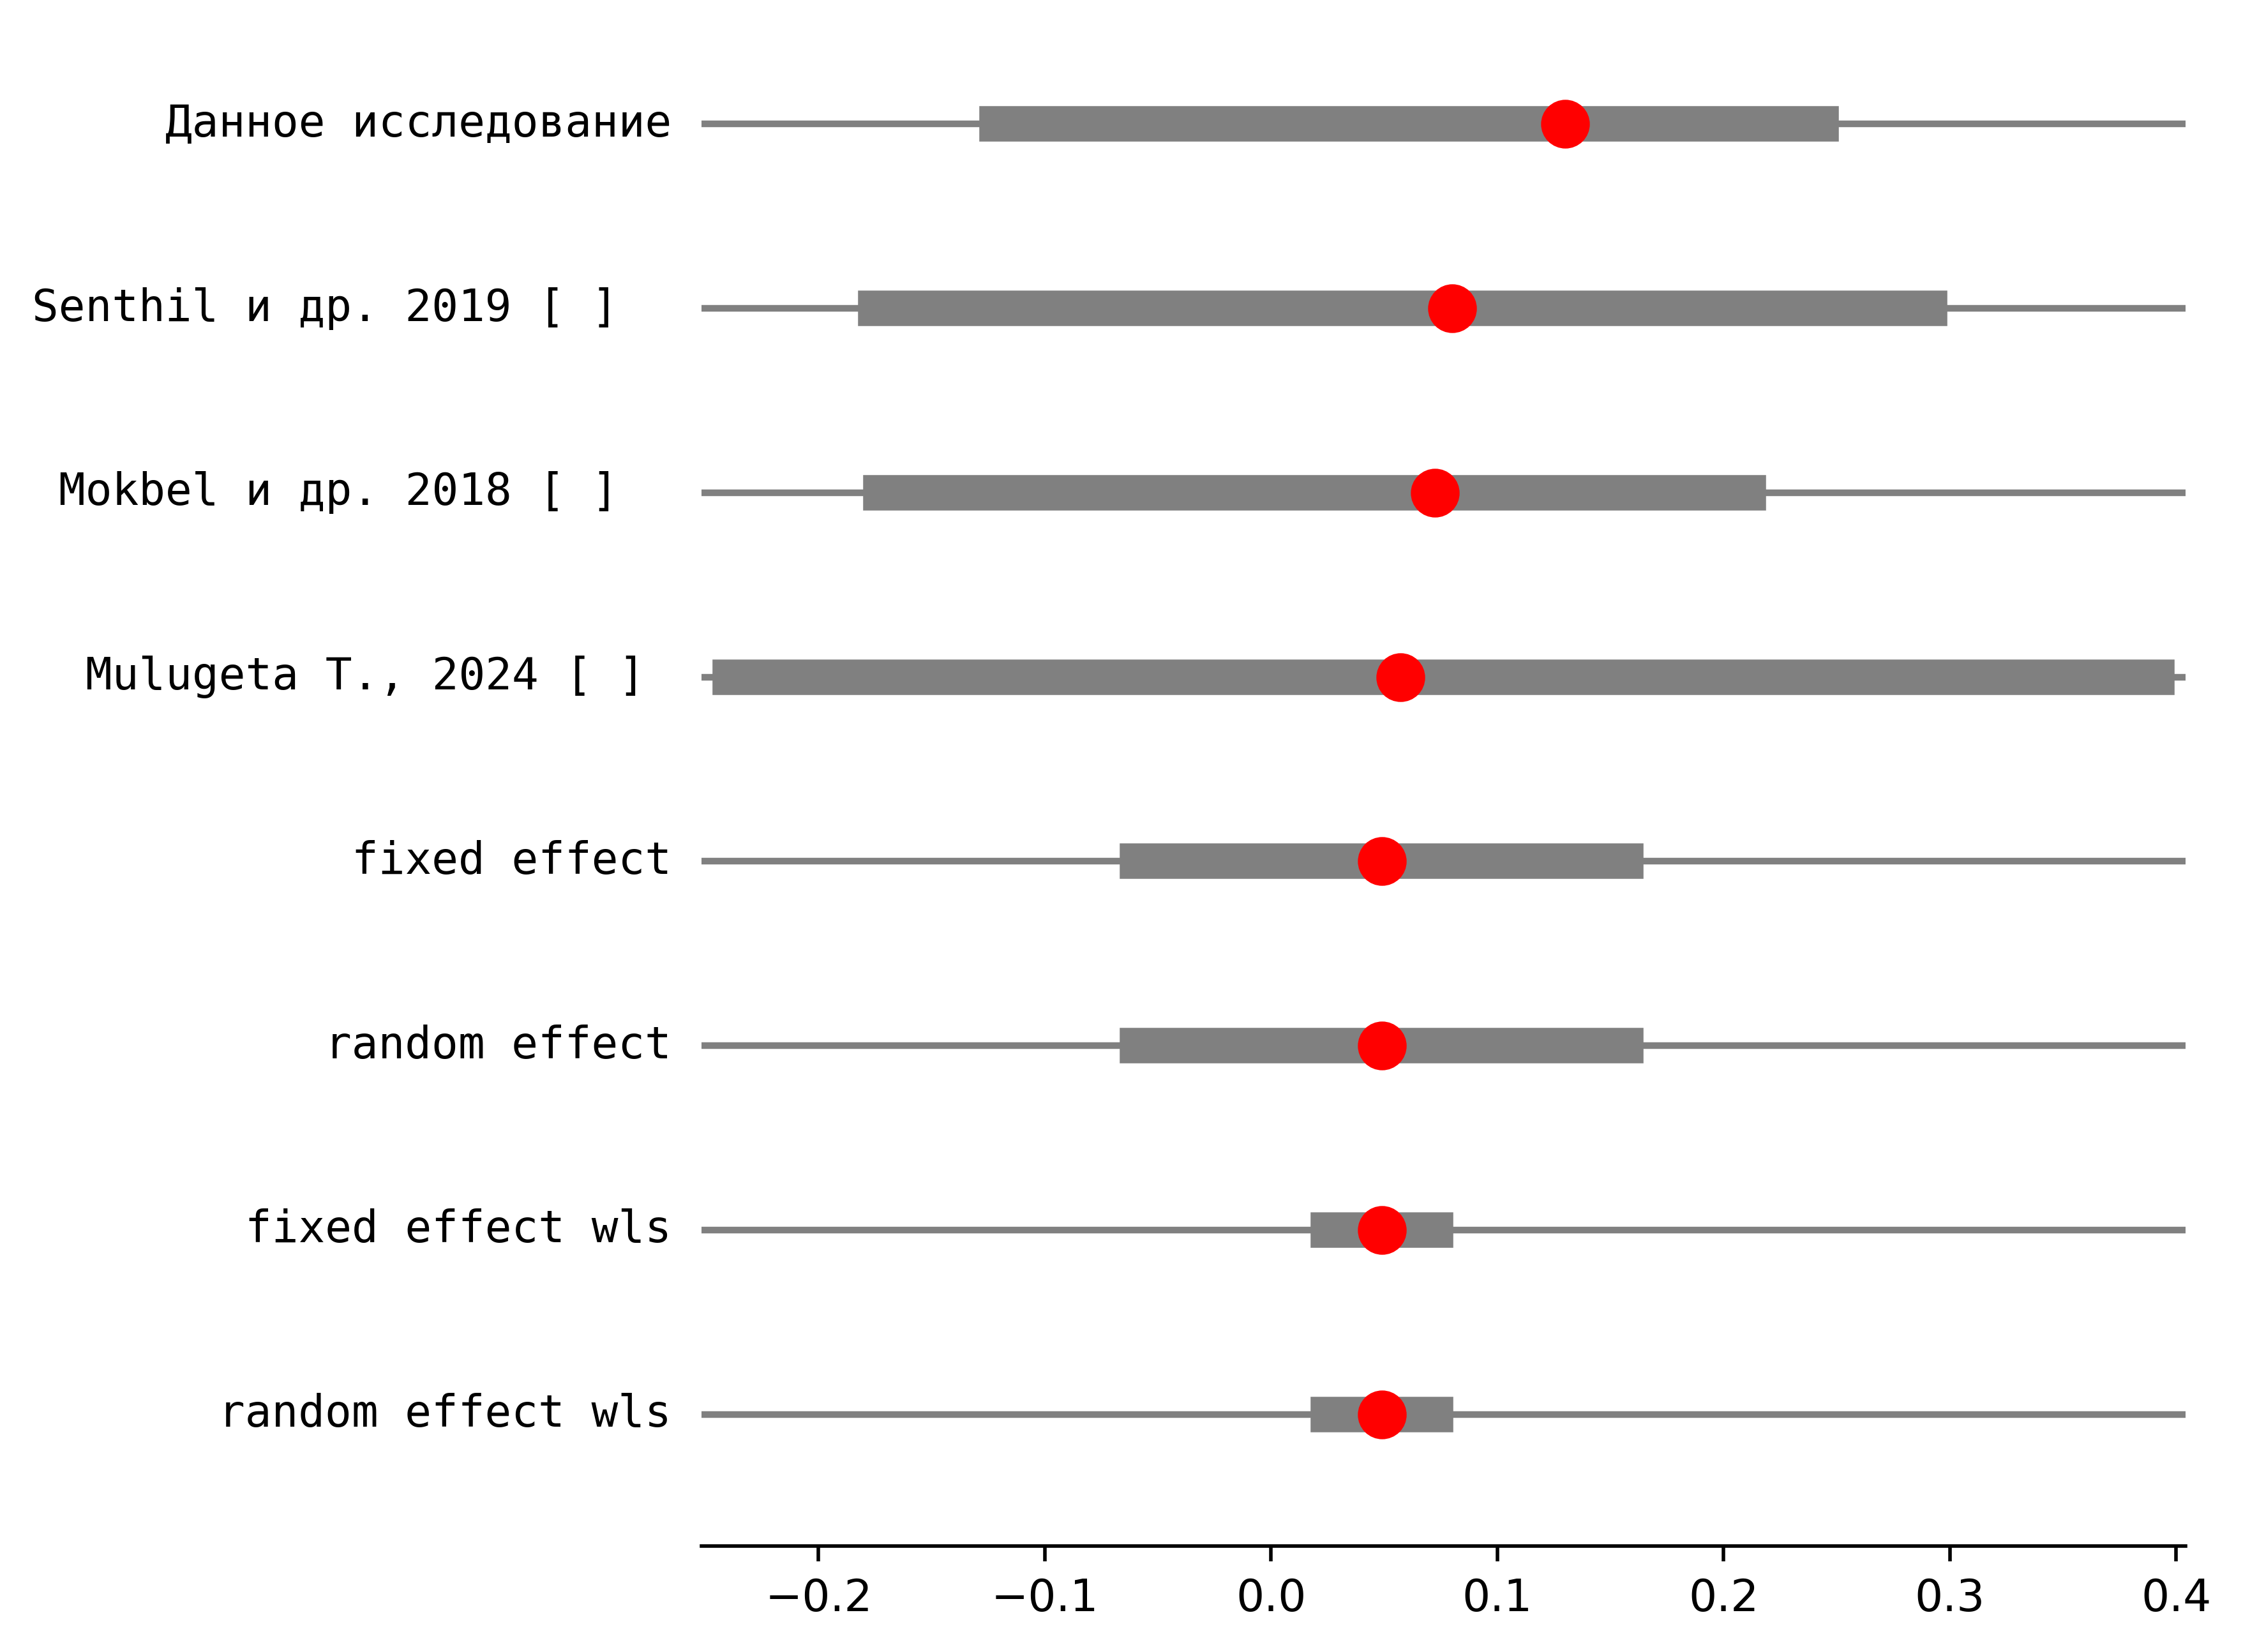 Данное исследование
Senthil и др. 2019 [ ]
Mokbel и др. 2018 [ ]
Mulugeta T., 2024 [ ]
fixed effect
random effect
fixed effect wls
random effect wls
−0.2 −0.1 0.0 0.1 0.2 0.3 0.4